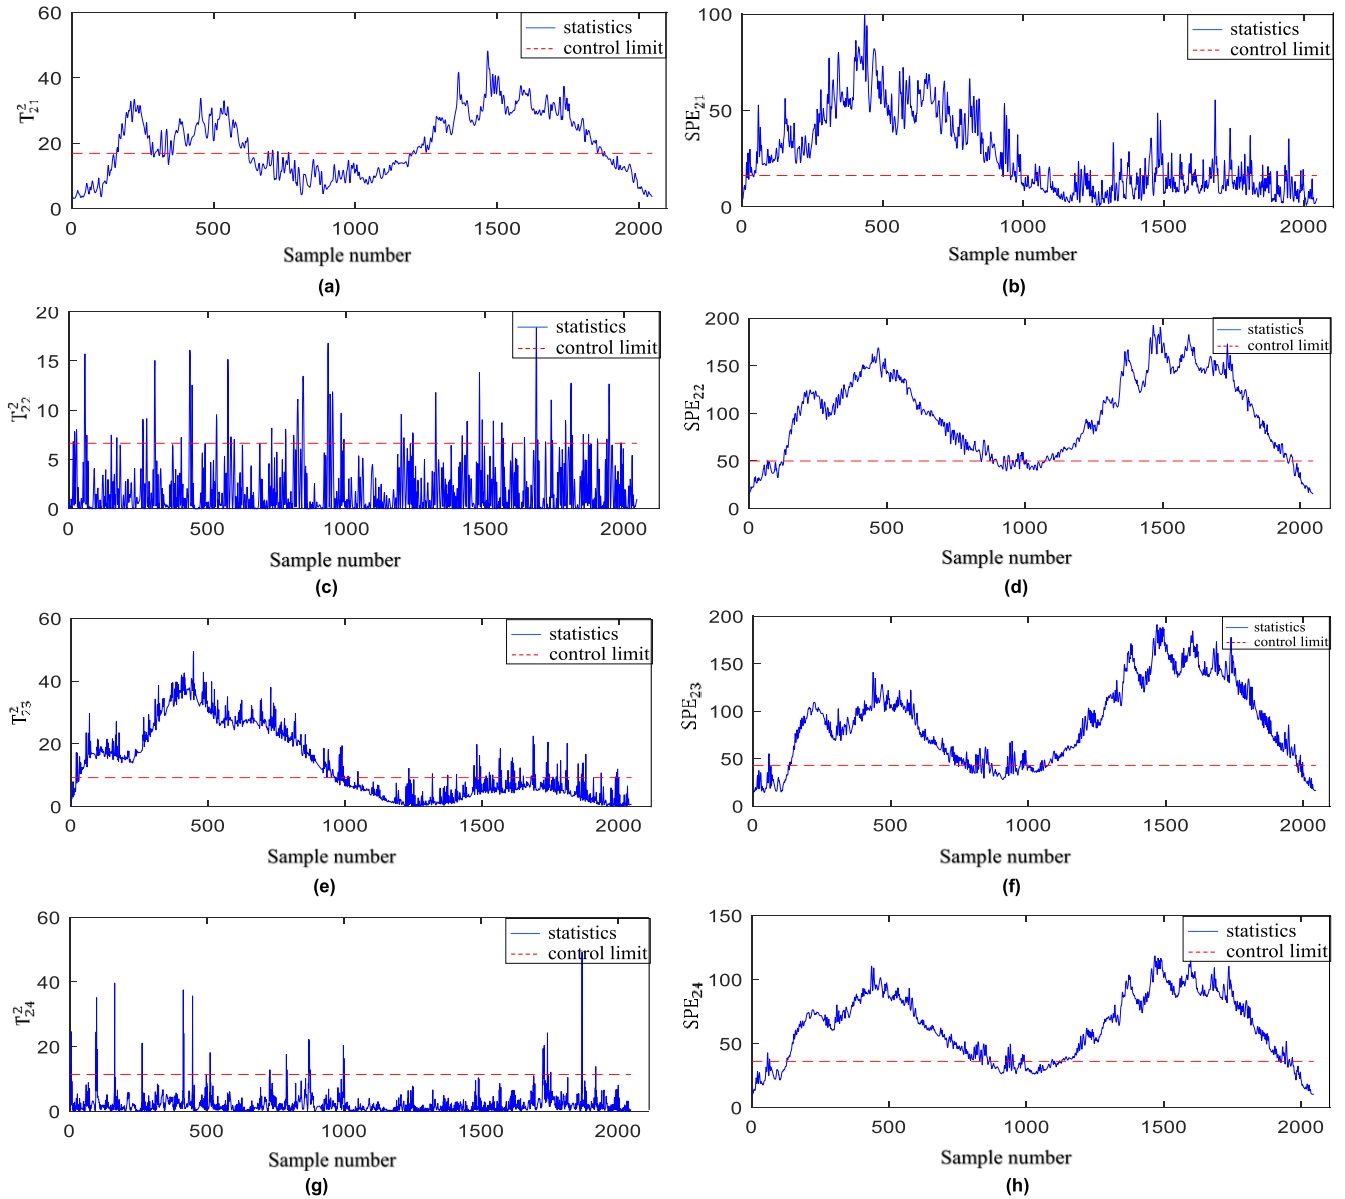 60
40
20
0
T²₂₁
0 500 1000 1500 2000
Sample number
statistics
control limit
(a)
100
50
0
SPE₂₁
0 500 1000 1500 2000
Sample number
statistics
control limit
(b)
20
15
10
5
0
T²₂₂
0 500 1000 1500 2000
Sample number
statistics
control limit
(c)
200
150
100
50
0
SPE₂₂
0 500 1000 1500 2000
Sample number
statistics
control limit
(d)
60
40
20
0
T²₂₃
0 500 1000 1500 2000
Sample number
statistics
control limit
(e)
200
150
100
50
0
SPE₂₃
0 500 1000 1500 2000
Sample number
statistics
control limit
(f)
60
40
20
0
T²₂₄
0 500 1000 1500 2000
Sample number
statistics
control limit
(g)
150
100
50
0
SPE₂₄
0 500 1000 1500 2000
Sample number
statistics
control limit
(h)